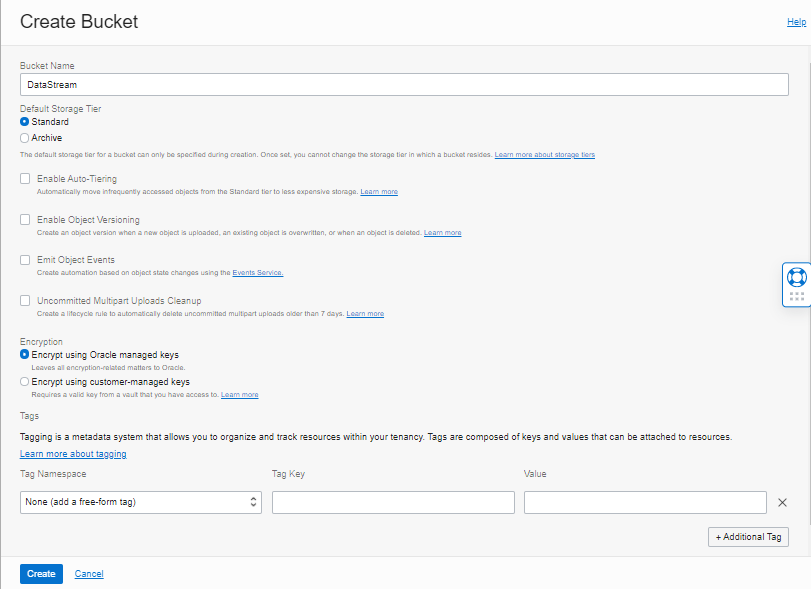 Create Bucket
Help
Bucket Name
DataStream
Default Storage Tier
Standard
Archive
The default storage tier for a bucket can only be specified during creation. Once set, you cannot change the storage tier in which a bucket resides. Learn more about storage tiers
Enable Auto-Tiering
Automatically move infrequently accessed objects from the Standard tier to less expensive storage. Learn more
Enable Object Versioning
Create an object version when a new object is uploaded, an existing object is overwritten, or when an object is deleted. Learn more
Emit Object Events
Create automation based on object state changes using the Events Service.
Uncommitted Multipart Uploads Cleanup
Create a lifecycle rule to automatically delete uncommitted multipart uploads older than 7 days. Learn more
Encryption
Encrypt using Oracle managed keys
Leaves all encryption-related matters to Oracle.
Encrypt using customer-managed keys
Requires a valid key from a vault that you have access to. Learn more
Tags
Tagging is a metadata system that allows you to organize and track resources within your tenancy. Tags are composed of keys and values that can be attached to resources.
Learn more about tagging
Tag Namespace Tag Key Value
None (add a free-form tag)
+ Additional Tag
Create Cancel